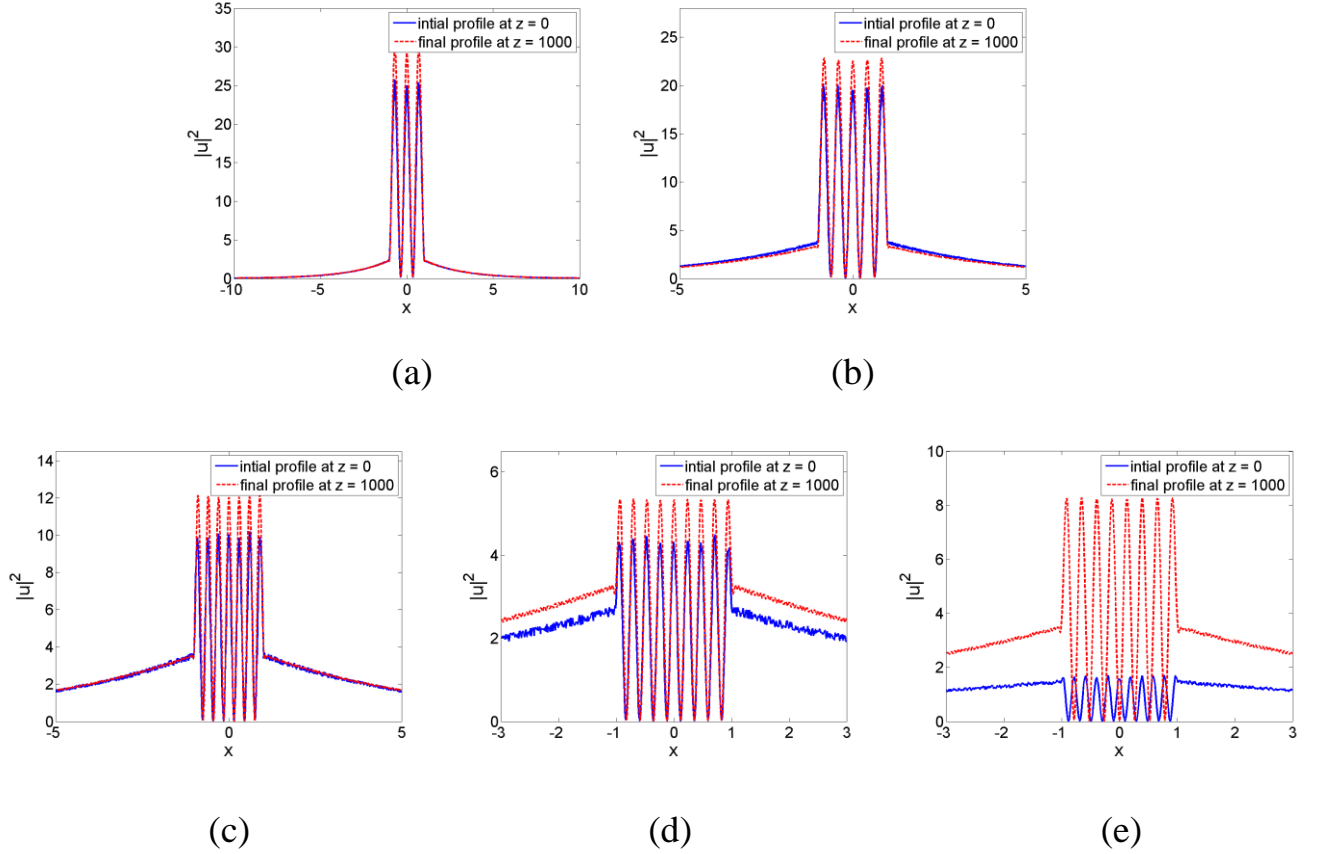 35
30
25
20
15
10
5
0
|u|²
-10
-5
0
5
10
x
intial profile at z = 0
final profile at z = 1000
(a)
25
20
15
10
5
0
|u|²
-5
0
5
x
intial profile at z = 0
final profile at z = 1000
(b)
14
12
10
8
6
4
2
0
|u|²
-5
0
5
x
intial profile at z = 0
final profile at z = 1000
(c)
6
4
2
0
|u|²
-3
-2
-1
0
1
2
3
x
intial profile at z = 0
final profile at z = 1000
(d)
10
8
6
4
2
0
|u|²
-3
-2
-1
0
1
2
3
x
intial profile at z = 0
final profile at z = 1000
(e)